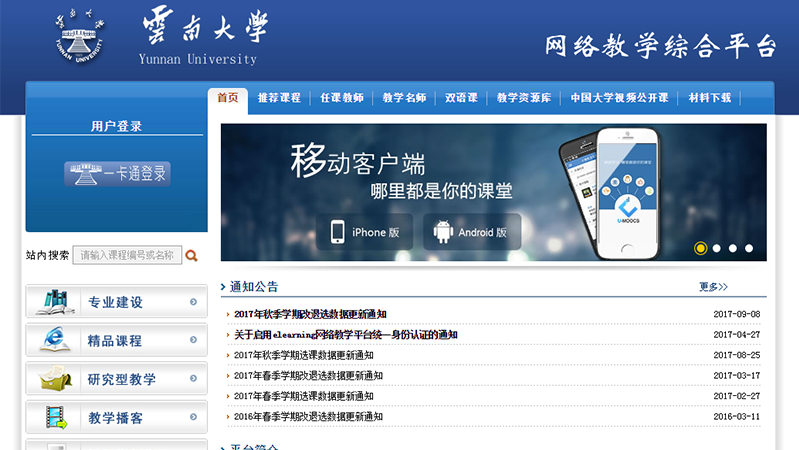 雲南大學
YUNNAN UNIVERSITY
雲南大學
Yunnan University
网络教学综合平台
首页 推荐课程 任课教师 教学名师 双语课 教学资源库 中国大学视频公开课 材料下载
用户登录
一卡通登录
站内搜索 请输入课程编号或名称
专业建设
精品课程
研究型教学
教学播客
移动客户端
哪里都是你的课堂
iPhone 版 Android 版
U-MOOCS
通知公告 更多>>
2017年秋季学期改退选数据更新通知 2017-09-08
关于启用elearning网络教学平台统一身份认证的通知 2017-04-27
2017年秋季学期选课数据更新通知 2017-08-25
2017年春季学期改退选数据更新通知 2017-03-17
2017年春季学期选课数据更新通知 2017-02-27
2016年春季学期改退选数据更新通知 2016-03-11
平台简介